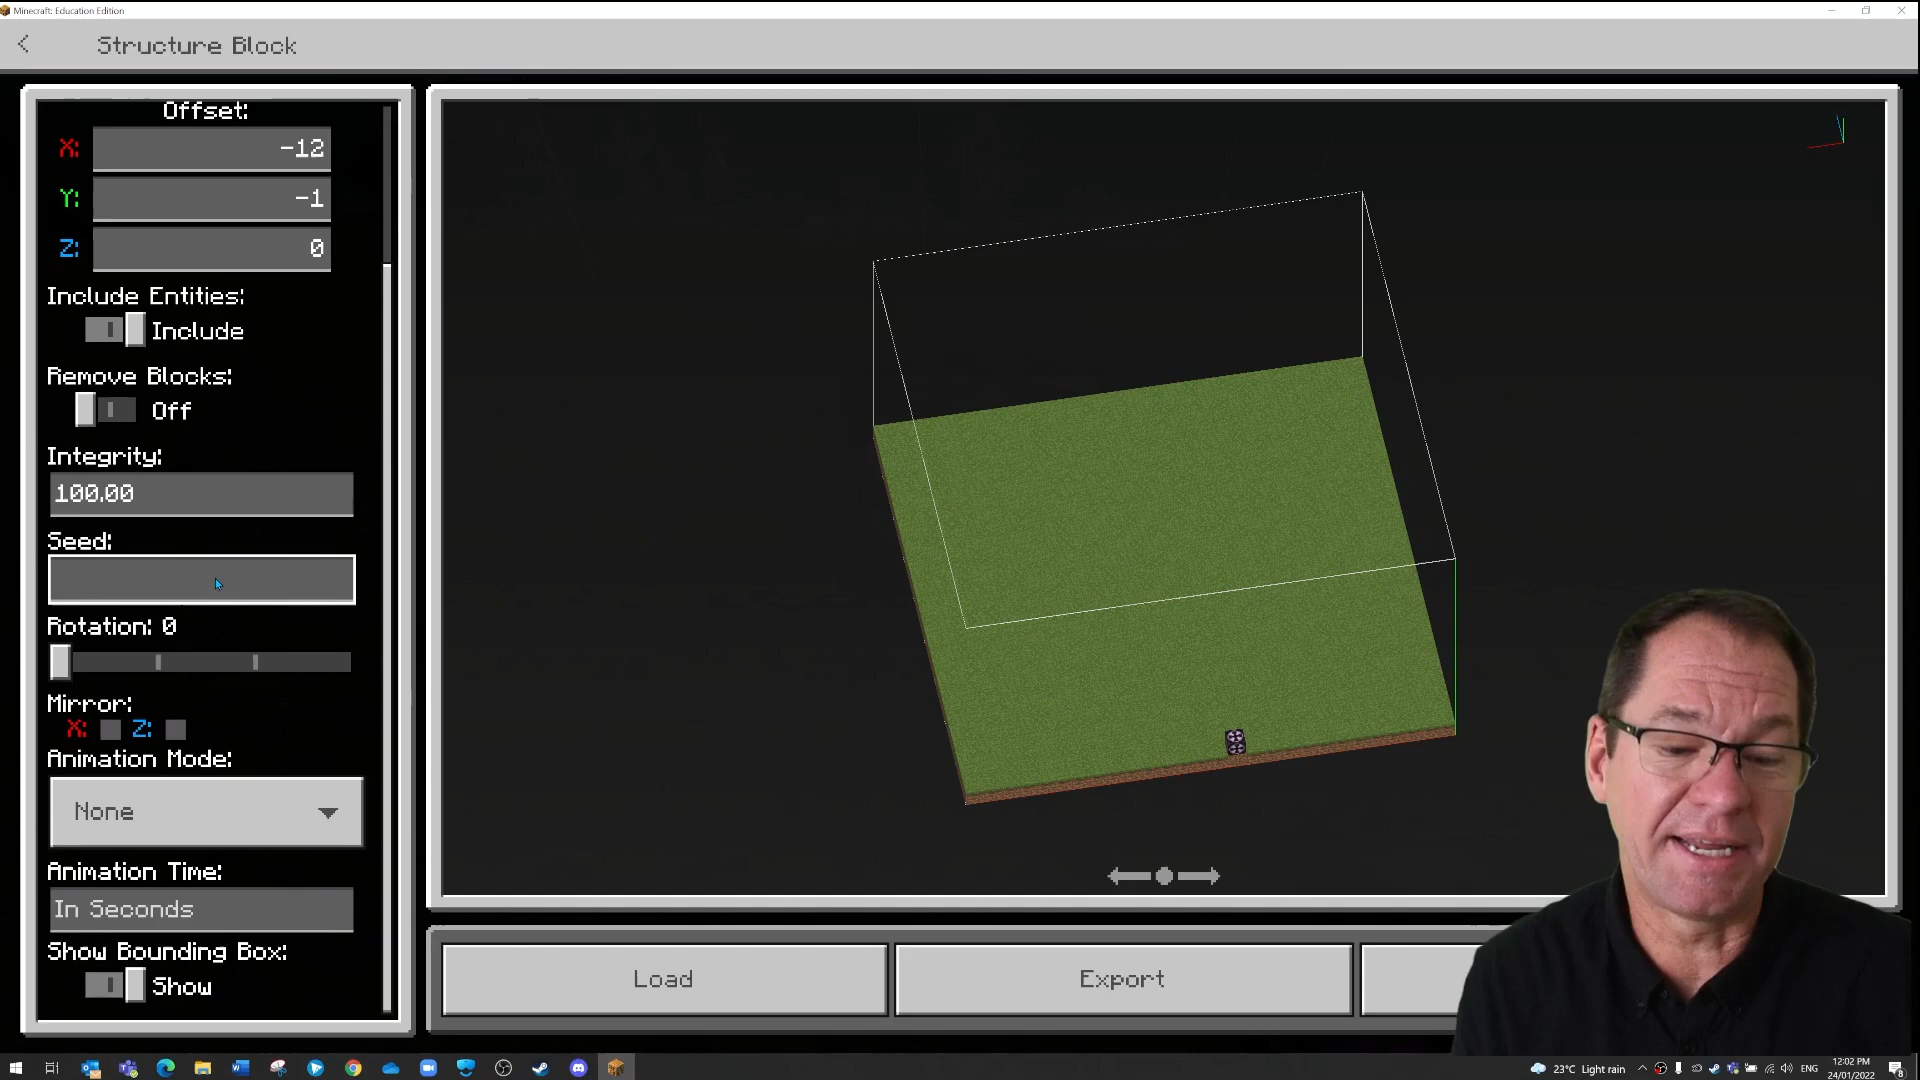 Minecraft: Education Edition
Structure Block
Offset:
X: -12
Y: -1
Z: 0
Include Entities:
Include
Remove Blocks:
Off
Integrity:
100.00
Seed:
Rotation: 0
Mirror:
X: Z:
Animation Mode:
None
Animation Time:
In Seconds
Show Bounding Box:
Show
Load
Export
23°C Light rain
ENG
12:02 PM
24/01/2022